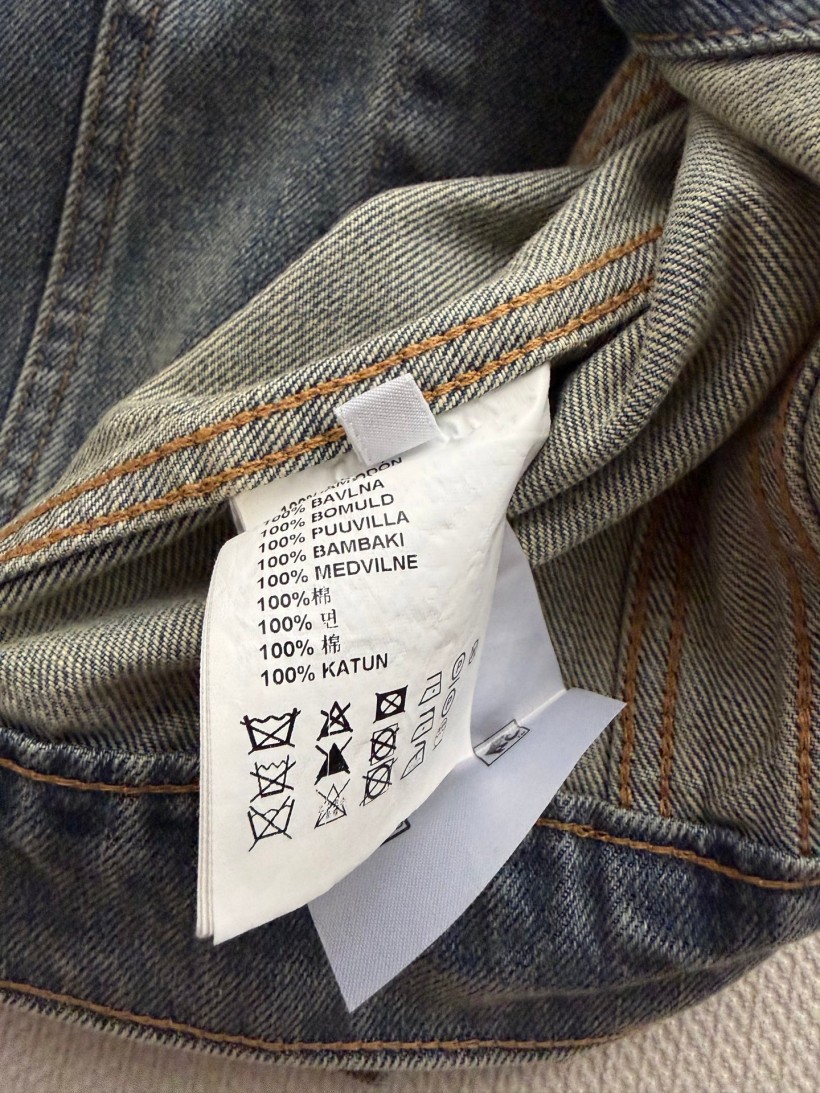 100% BAVLNA
100% BOMULD
100% PUUVILLA
100% BAMBAKI
100% MEDVILNE
100%棉
100% 면
100% 棉
100% KATUN